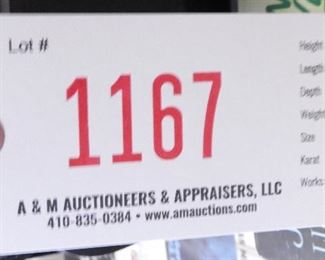 Lot #
1167
A & M AUCTIONEERS & APPRAISERS, LLC
410-835-0384 • www.amauctions.com
Height
Length
Depth
Weight
Size
Karat
Works